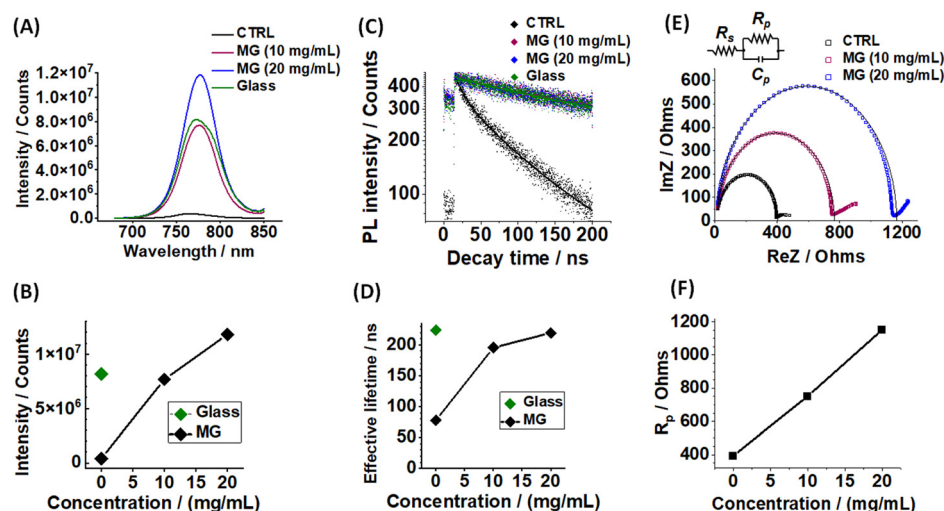 (A)
CTRL
MG (10 mg/mL)
MG (20 mg/mL)
Glass
Intensity / Counts
1.2×10⁷
1.0×10⁷
8.0×10⁶
6.0×10⁶
4.0×10⁶
2.0×10⁶
0.0
700 750 800 850
Wavelength / nm
(B)
Intensity / Counts
1×10⁷
5×10⁶
0
Glass
MG
0 10 20
Concentration / (mg/mL)
(C)
CTRL
MG (10 mg/mL)
MG (20 mg/mL)
Glass
PL intensity / Counts
400
300
200
100
0 50 100 150 200
Decay time / ns
(D)
Effective lifetime / ns
200
150
100
50
0
Glass
MG
0 10 20
Concentration / (mg/mL)
(E)
Rs
Rp
Cp
CTRL
MG (10 mg/mL)
MG (20 mg/mL)
ImZ / Ohms
600
500
400
300
200
100
0
0 400 800 1200
ReZ / Ohms
(F)
Rp / Ohms
1200
1000
800
600
400
0 10 20
Concentration / (mg/mL)